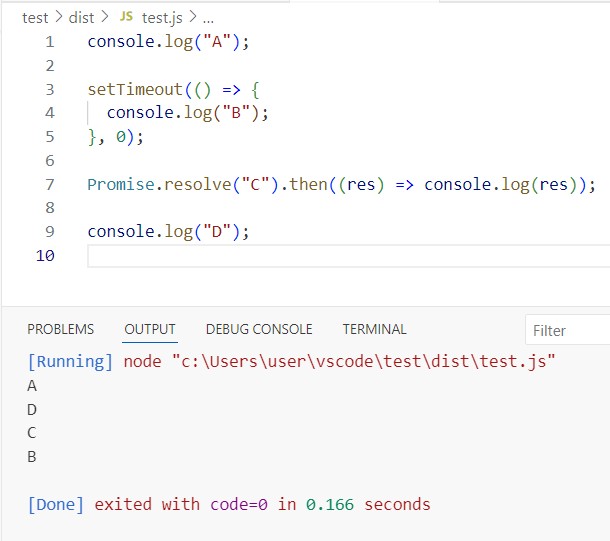 test > dist > JS test.js > ...
1 console.log("A");
2
3 setTimeout(() => {
4   console.log("B");
5 }, 0);
6
7 Promise.resolve("C").then((res) => console.log(res));
8
9 console.log("D");
10
PROBLEMS OUTPUT DEBUG CONSOLE TERMINAL Filter
[Running] node "c:\Users\user\vscode\test\dist\test.js"
A
D
C
B
[Done] exited with code=0 in 0.166 seconds